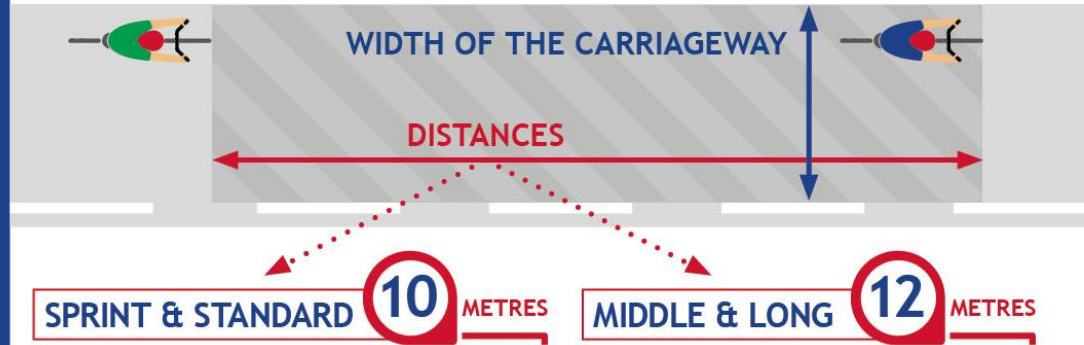 WIDTH OF THE CARRIAGEWAY
DISTANCES
SPRINT & STANDARD 10 METRES
MIDDLE & LONG 12 METRES